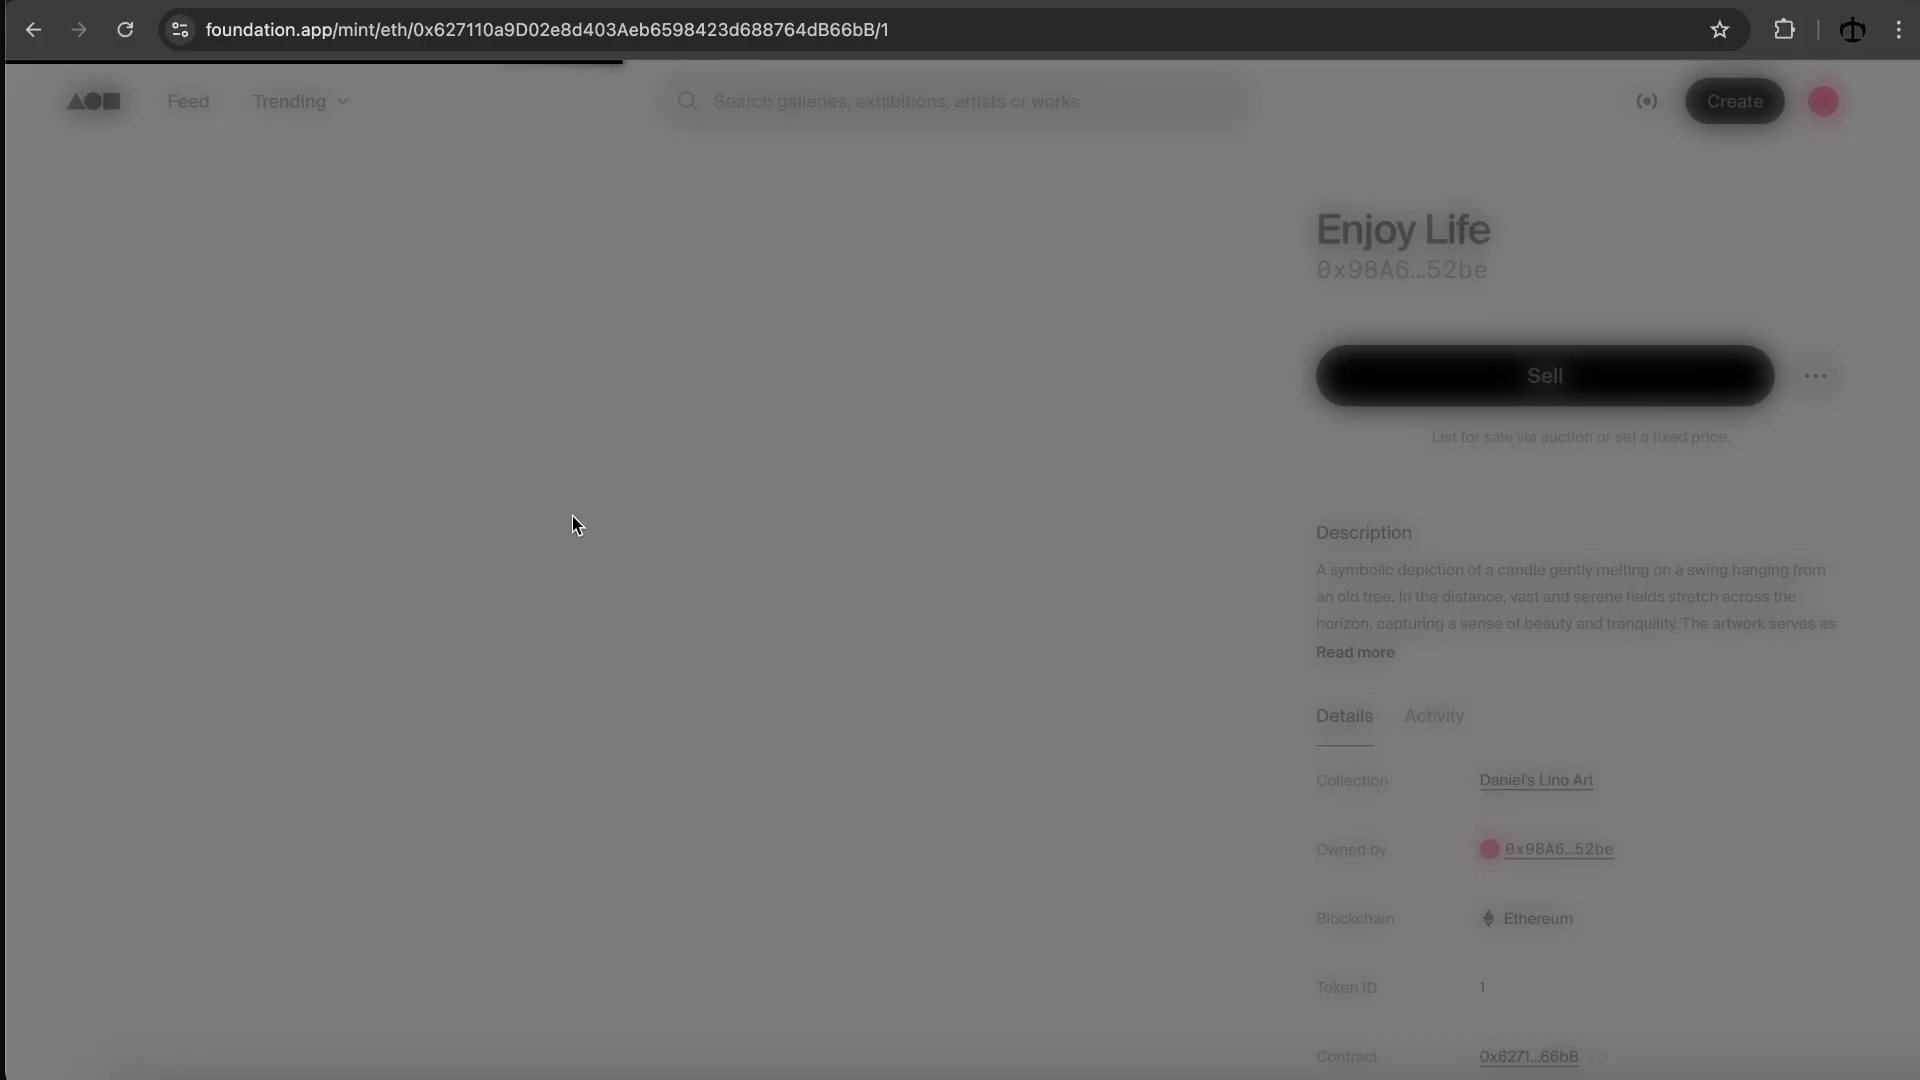 foundation.app/mint/eth/0x627110a9D02e8d403Aeb6598423d688764dB66bB/1
Feed
Trending
Search galleries, exhibitions, artists or works
Create
Enjoy Life
0x98A6...52be
Sell
List for sale via auction or set a fixed price.
Description
A symbolic depiction of a candle gently melting on a swing hanging from
an old tree. In the distance, vast and serene fields stretch across the
horizon, capturing a sense of beauty and tranquility. The artwork serves as
Read more
Details
Activity
Collection
Daniel's Lino Art
Owned by
0x98A6...52be
Blockchain
Ethereum
Token ID
1
Contract
0x6271...66bB